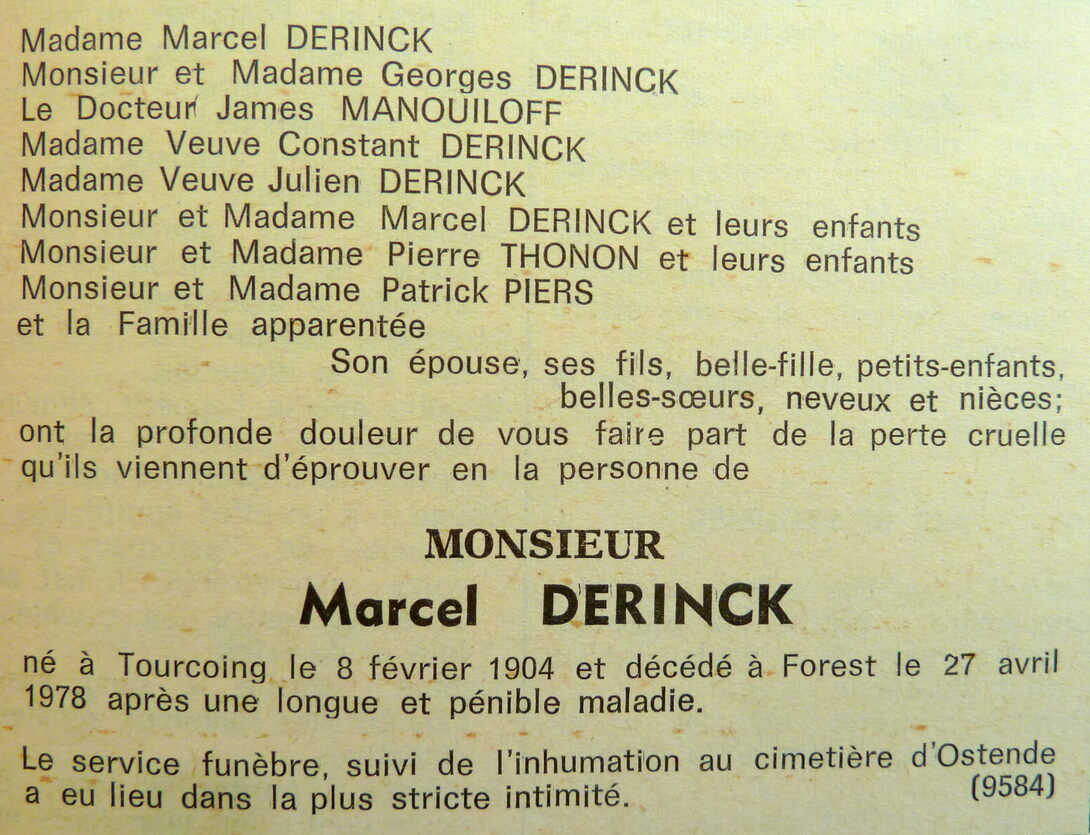 Madame Marcel DERINCK
Monsieur et Madame Georges DERINCK
Le Docteur James MANOUILOFF
Madame Veuve Constant DERINCK
Madame Veuve Julien DERINCK
Monsieur et Madame Marcel DERINCK et leurs enfants
Monsieur et Madame Pierre THONON et leurs enfants
Monsieur et Madame Patrick PIERS
et la Famille apparentée
Son épouse, ses fils, belle-fille, petits-enfants,
belles-sœurs, neveux et nièces;
ont la profonde douleur de vous faire part de la perte cruelle
qu'ils viennent d'éprouver en la personne de
MONSIEUR
Marcel DERINCK
né à Tourcoing le 8 février 1904 et décédé à Forest le 27 avril
1978 après une longue et pénible maladie.
Le service funèbre, suivi de l'inhumation au cimetière d'Ostende
a eu lieu dans la plus stricte intimité. (9584)